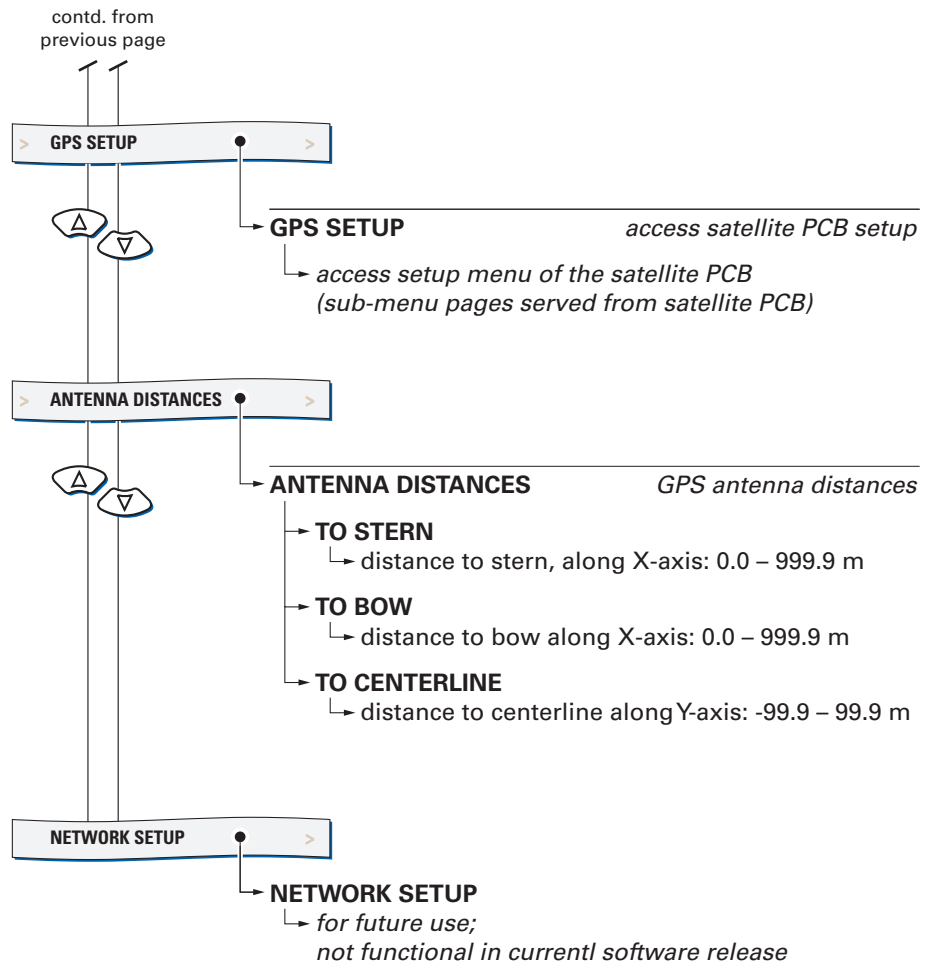 contd. from
previous page
> GPS SETUP >
GPS SETUP access satellite PCB setup
access setup menu of the satellite PCB
(sub-menu pages served from satellite PCB)
> ANTENNA DISTANCES >
ANTENNA DISTANCES GPS antenna distances
TO STERN
distance to stern, along X-axis: 0.0 – 999.9 m
TO BOW
distance to bow along X-axis: 0.0 – 999.9 m
TO CENTERLINE
distance to centerline along Y-axis: -99.9 – 99.9 m
NETWORK SETUP >
NETWORK SETUP
for future use;
not functional in currentl software release